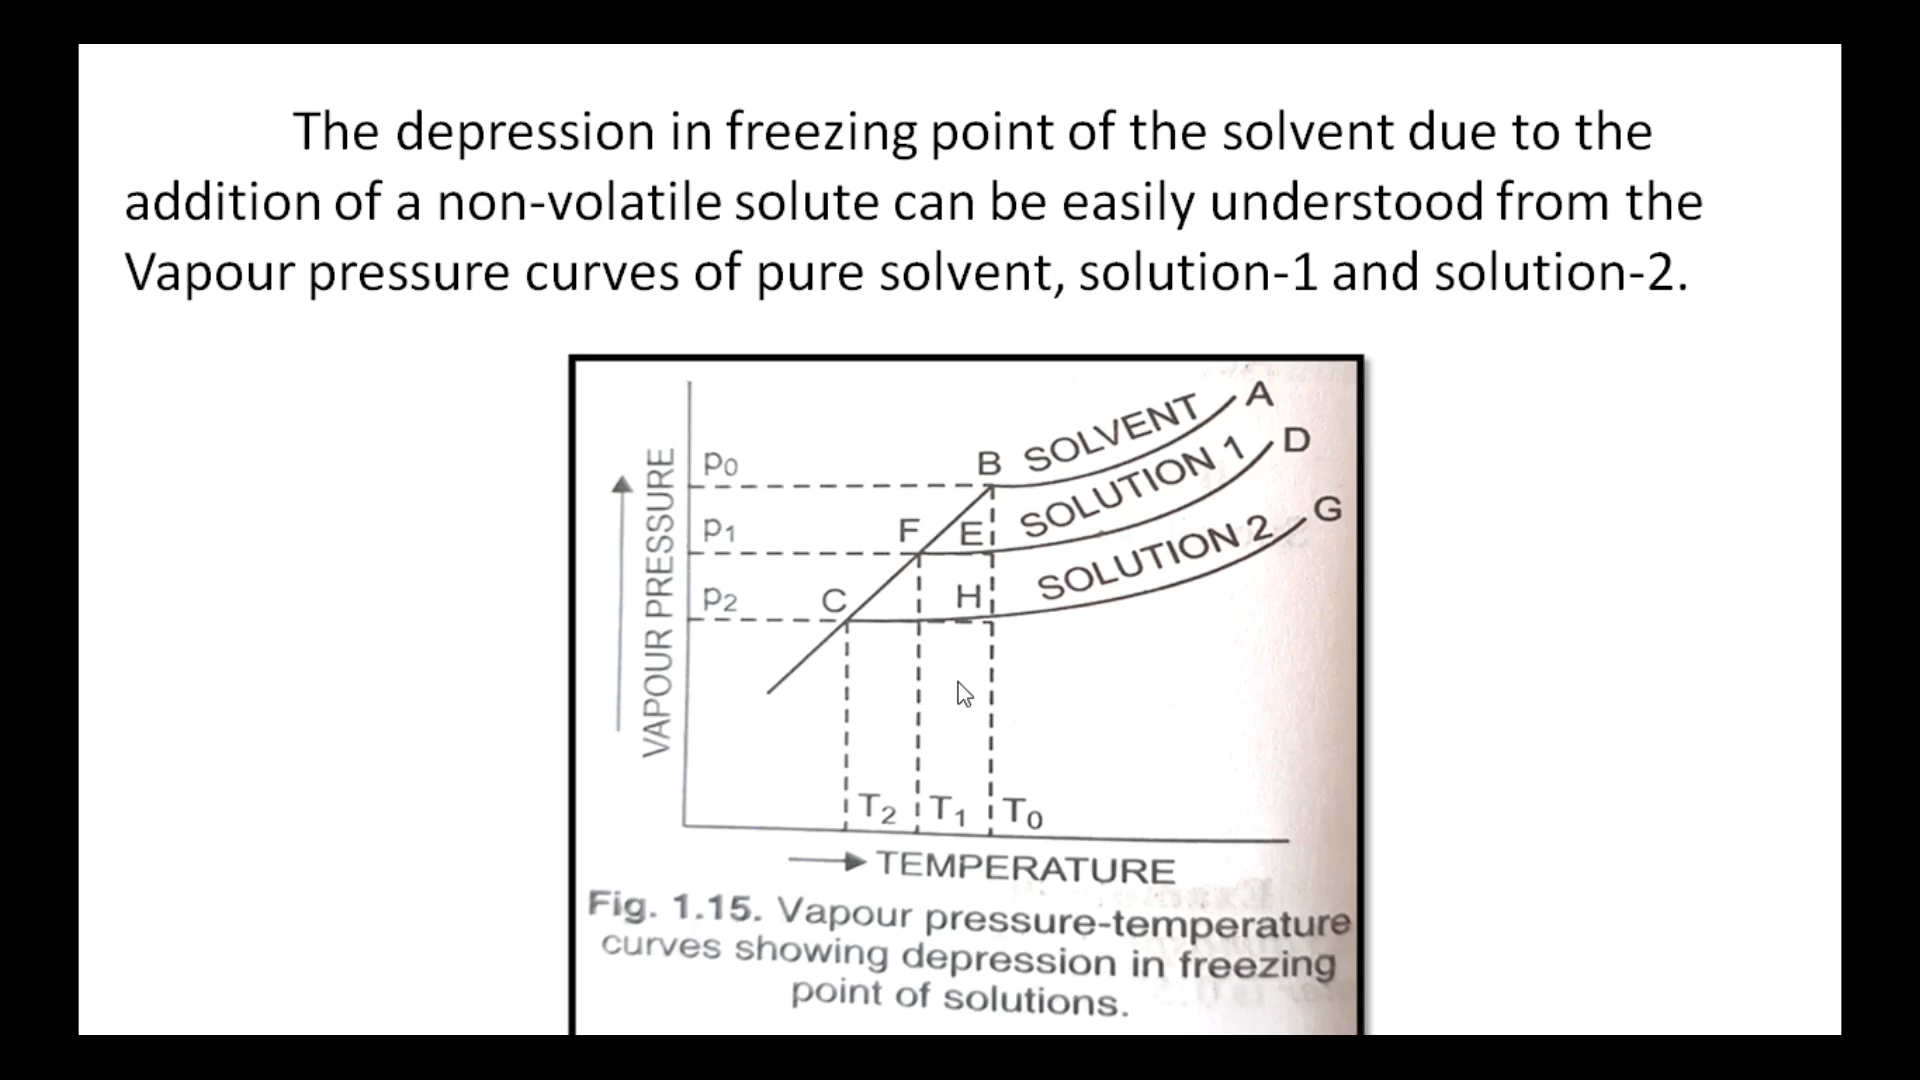 The depression in freezing point of the solvent due to the
addition of a non-volatile solute can be easily understood from the
Vapour pressure curves of pure solvent, solution-1 and solution-2.
VAPOUR PRESSURE
p0
p1
p2
B SOLVENT A
F E SOLUTION 1 D
C H SOLUTION 2 G
T2 T1 T0
TEMPERATURE
Fig. 1.15. Vapour pressure-temperature
curves showing depression in freezing
point of solutions.